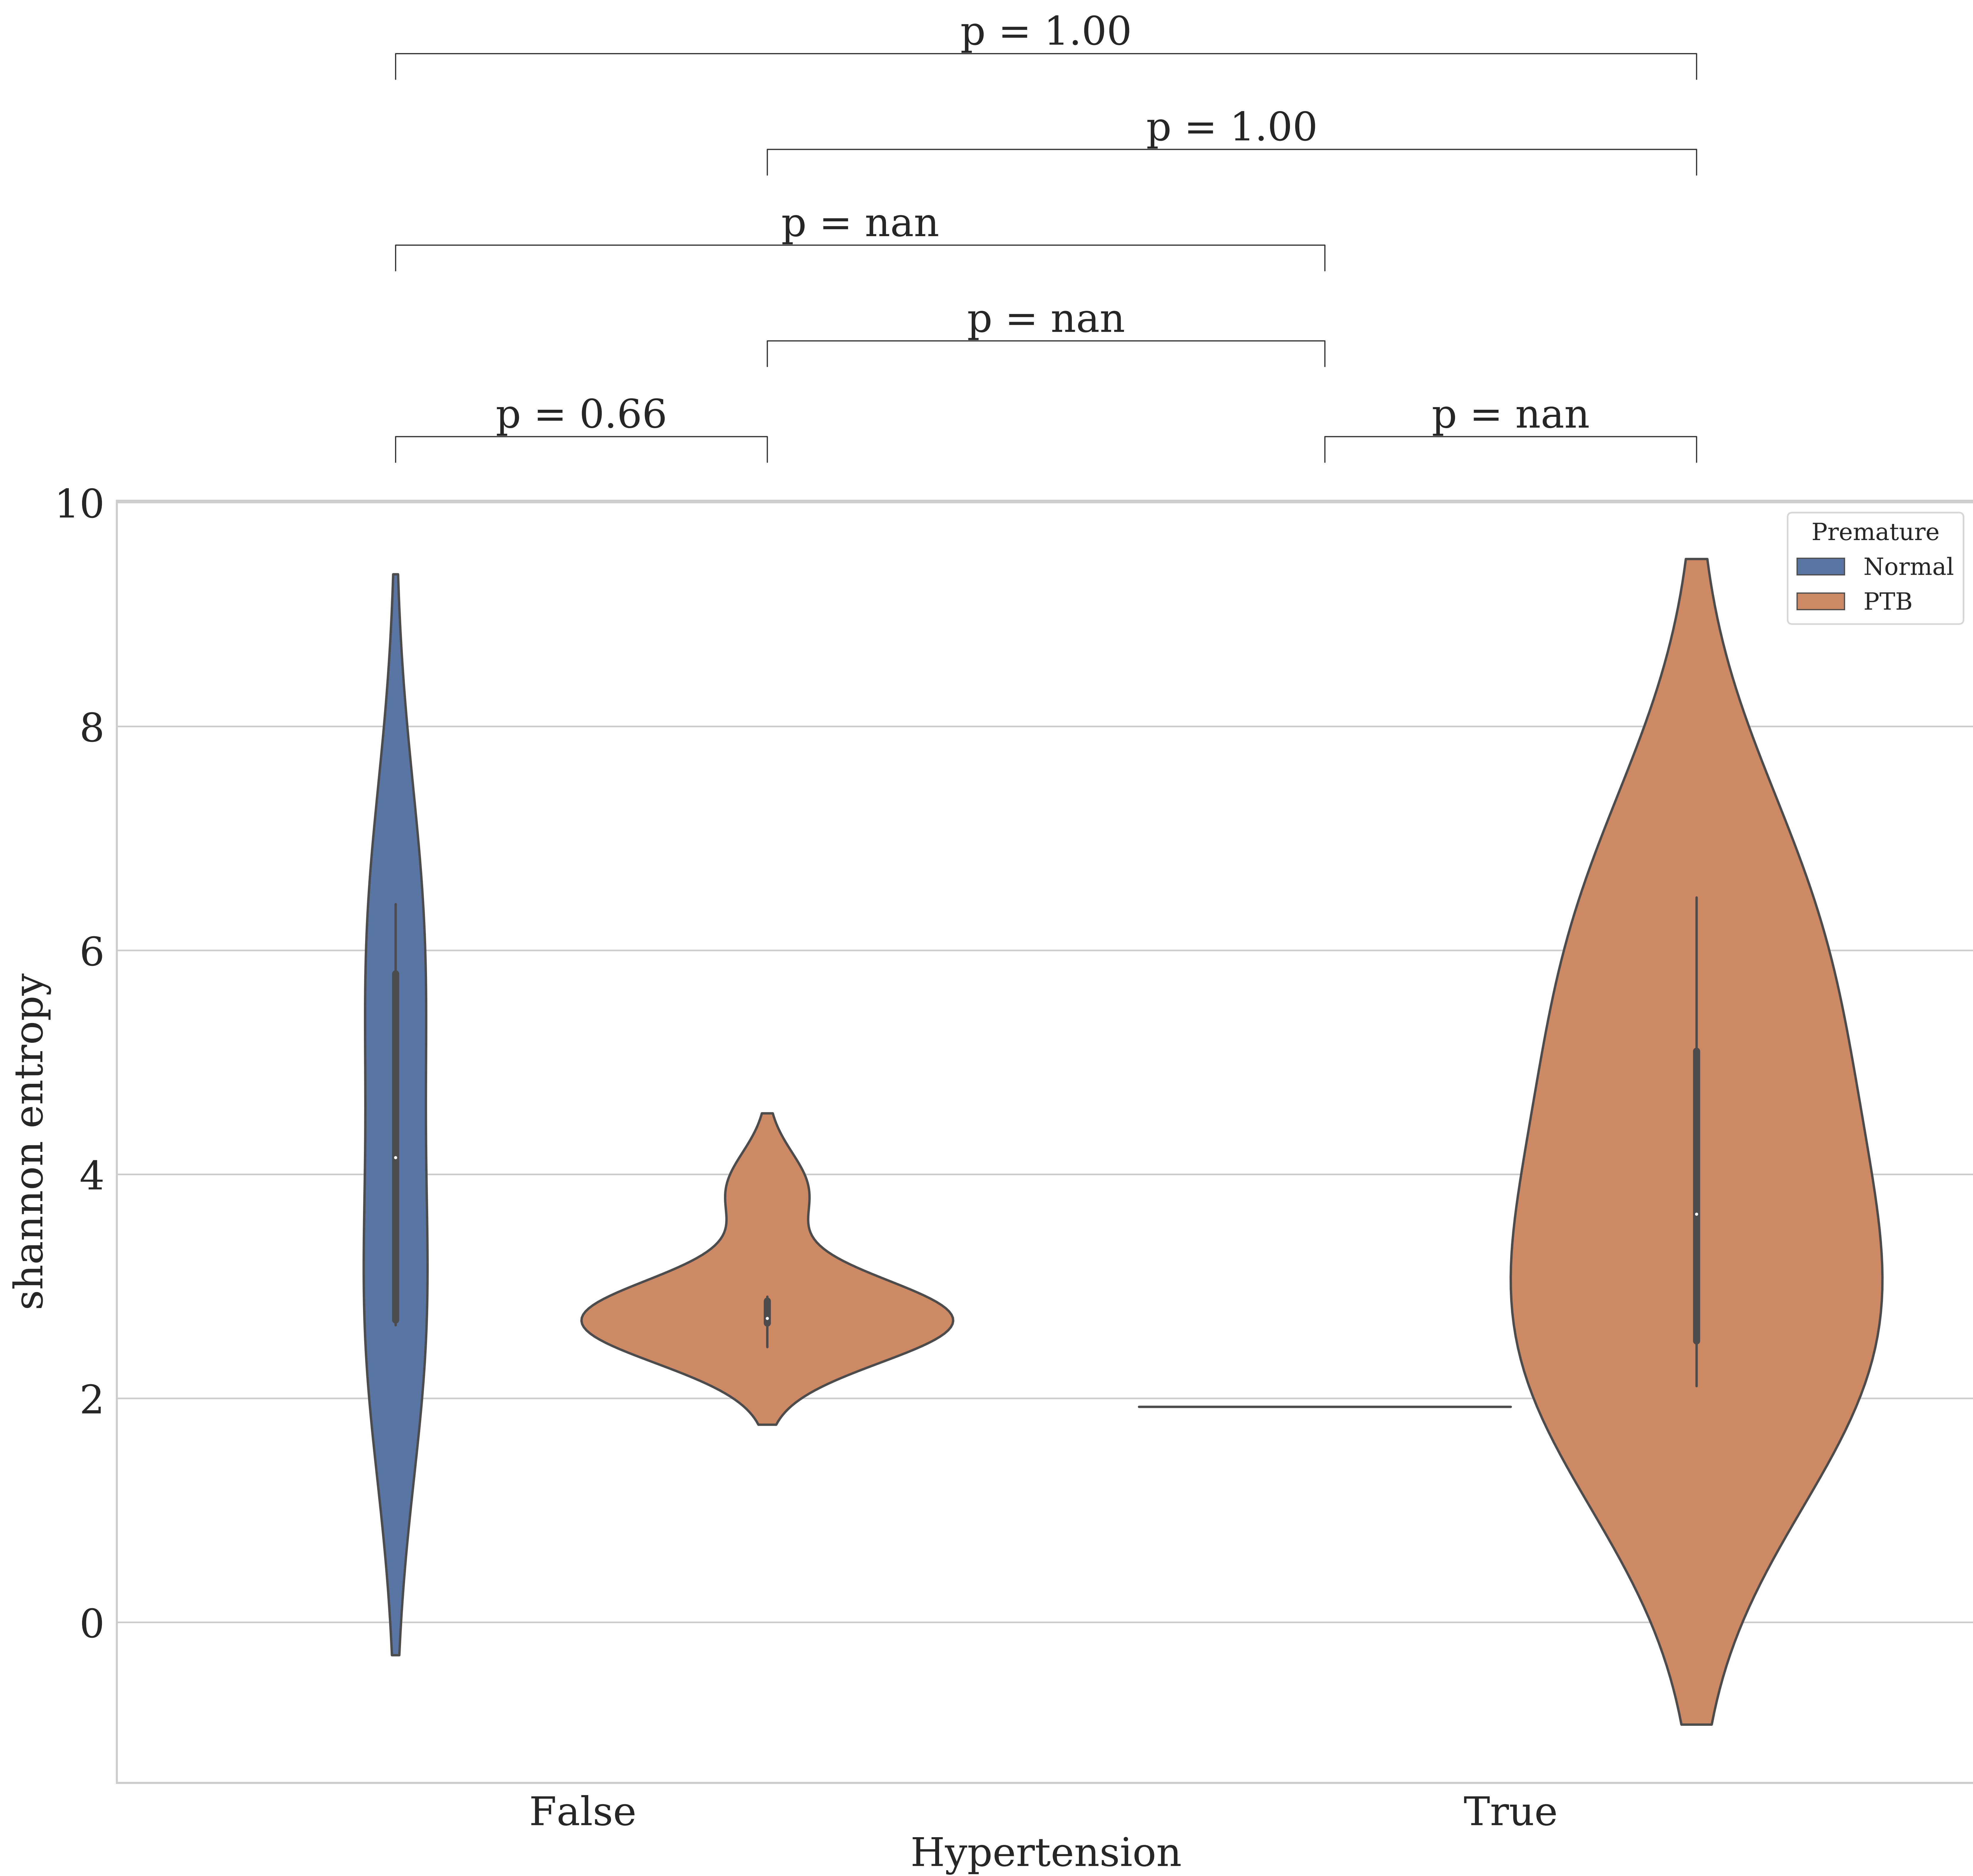 p = 1.00
p = 1.00
p = nan
p = nan
p = 0.66
p = nan
10
8
6
4
2
0
shannon entropy
Premature
Normal
PTB
False
True
Hypertension